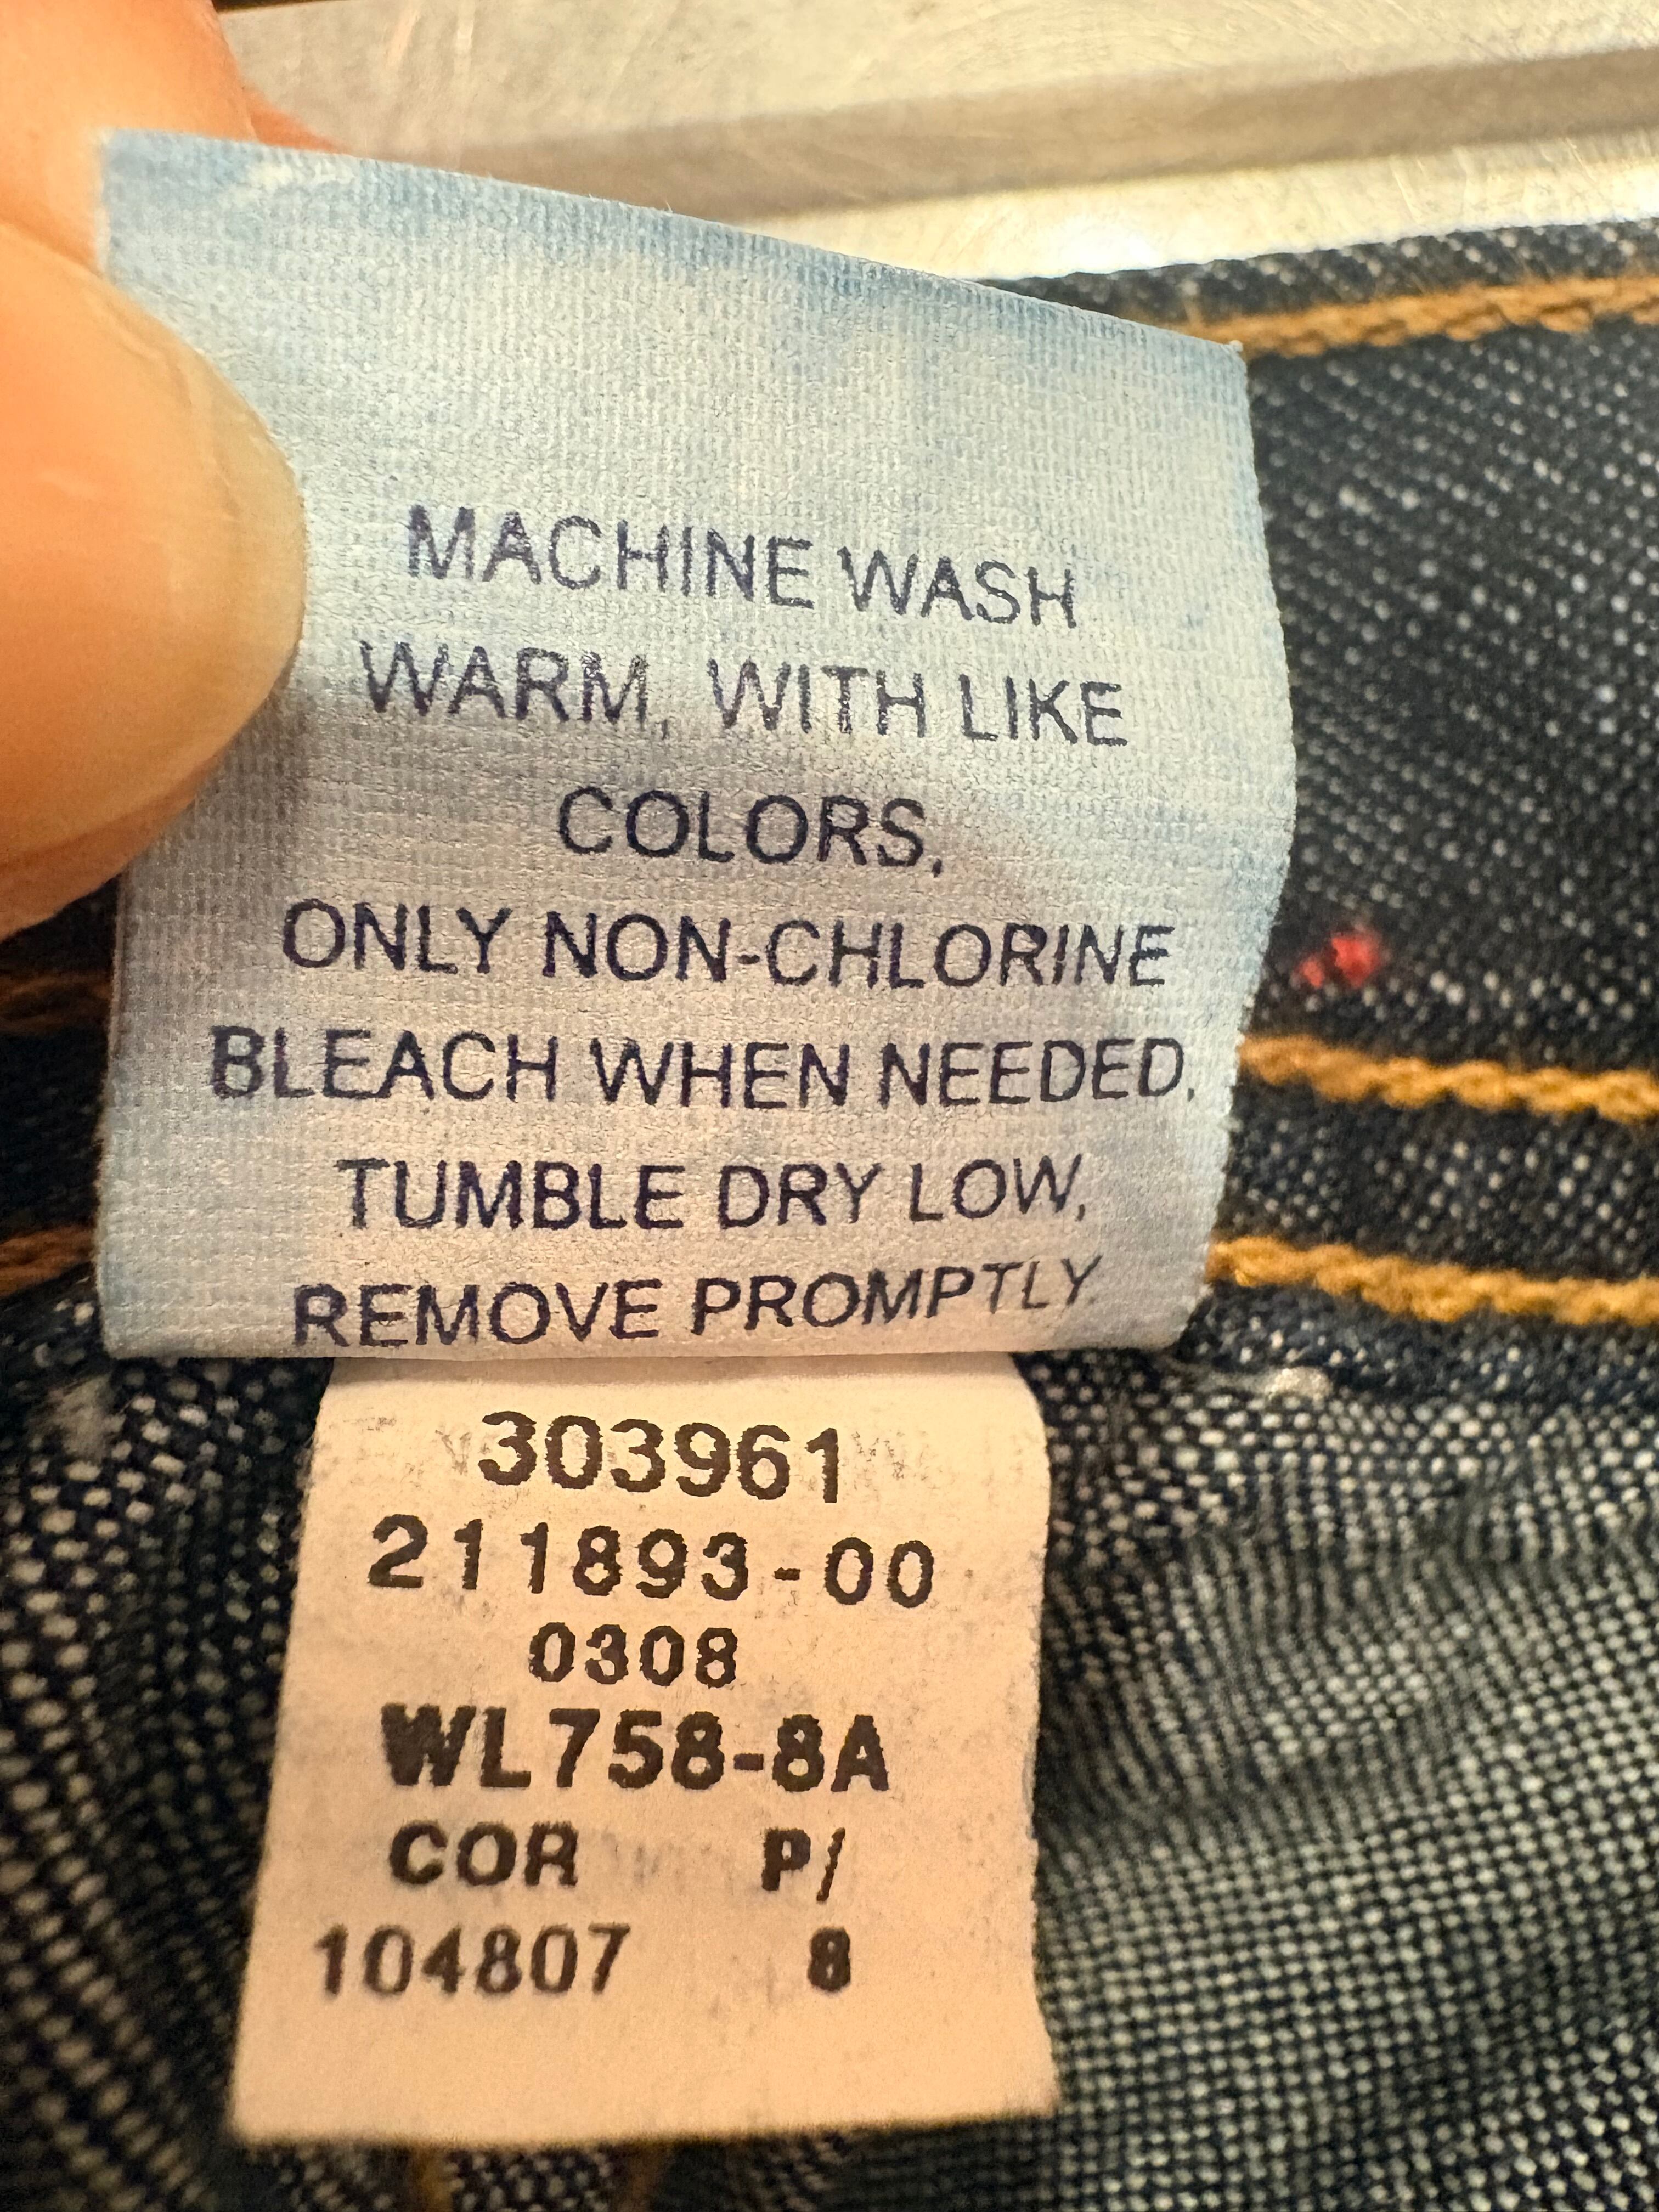 MACHINE WASH
WARM, WITH LIKE
COLORS,
ONLY NON-CHLORINE
BLEACH WHEN NEEDED,
TUMBLE DRY LOW,
REMOVE PROMPTLY.
303961
211893-00
0308
WL758-8A
COR P/
104807 8